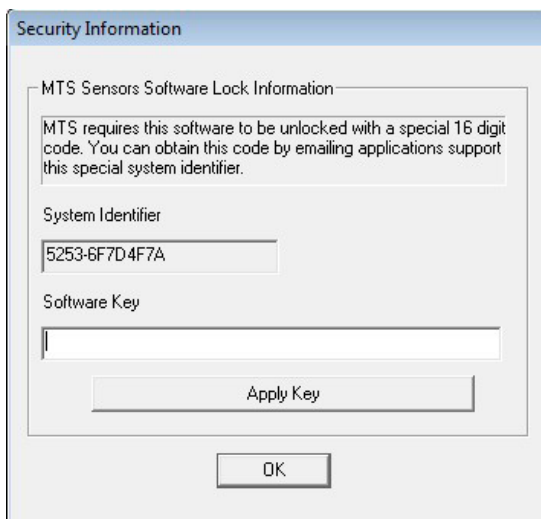 Security Information
MTS Sensors Software Lock Information
MTS requires this software to be unlocked with a special 16 digit
code. You can obtain this code by emailing applications support
this special system identifier.
System Identifier
5253-6F7D4F7A
Software Key
Apply Key
OK